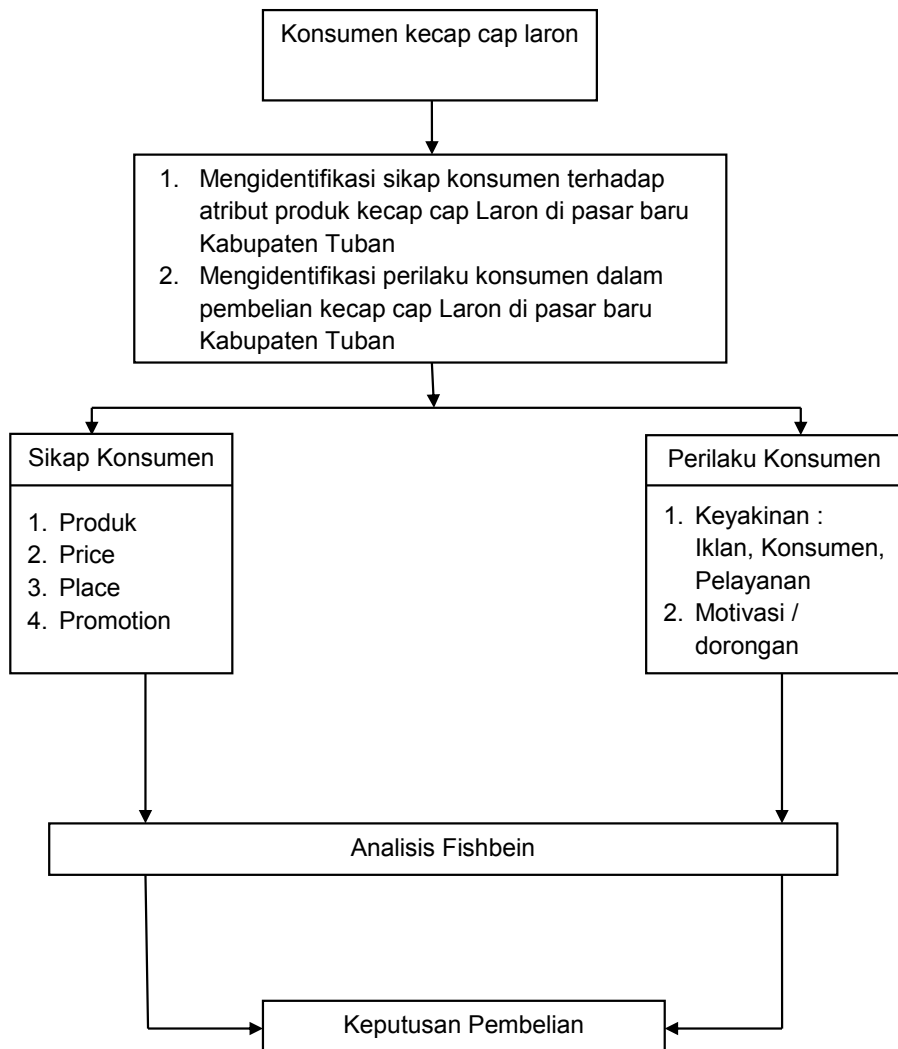 Konsumen kecap cap laron
1. Mengidentifikasi sikap konsumen terhadap
atribut produk kecap cap Laron di pasar baru
Kabupaten Tuban
2. Mengidentifikasi perilaku konsumen dalam
pembelian kecap cap Laron di pasar baru
Kabupaten Tuban
Sikap Konsumen
1. Produk
2. Price
3. Place
4. Promotion
Perilaku Konsumen
1. Keyakinan :
Iklan, Konsumen,
Pelayanan
2. Motivasi /
dorongan
Analisis Fishbein
Keputusan Pembelian